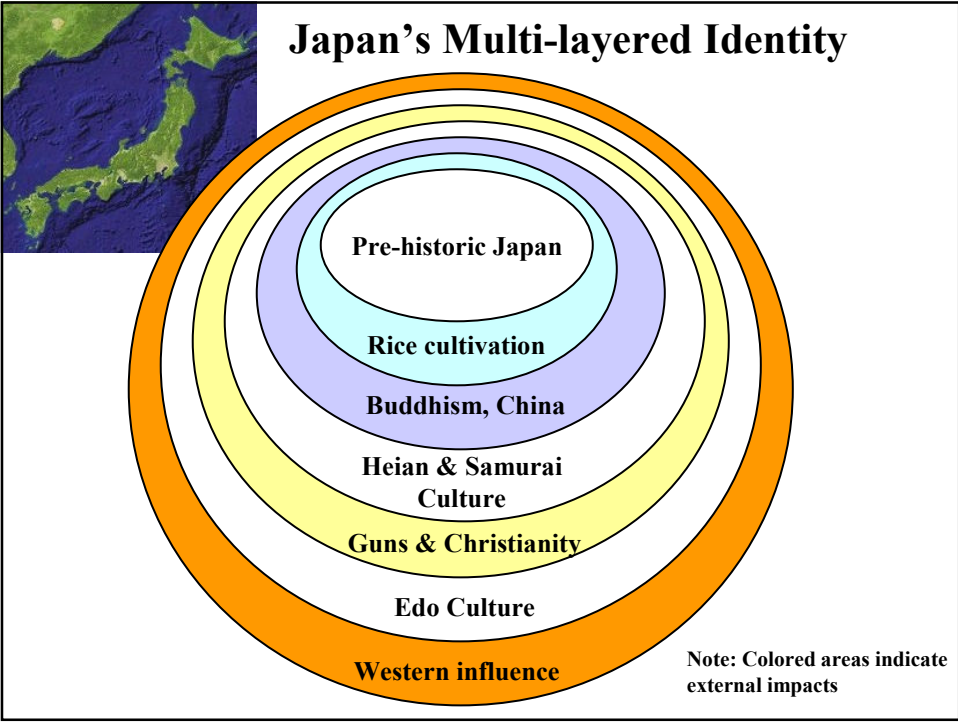 Japan's Multi-layered Identity
Pre-historic Japan
Rice cultivation
Buddhism, China
Heian & Samurai
Culture
Guns & Christianity
Edo Culture
Western influence
Note: Colored areas indicate
external impacts